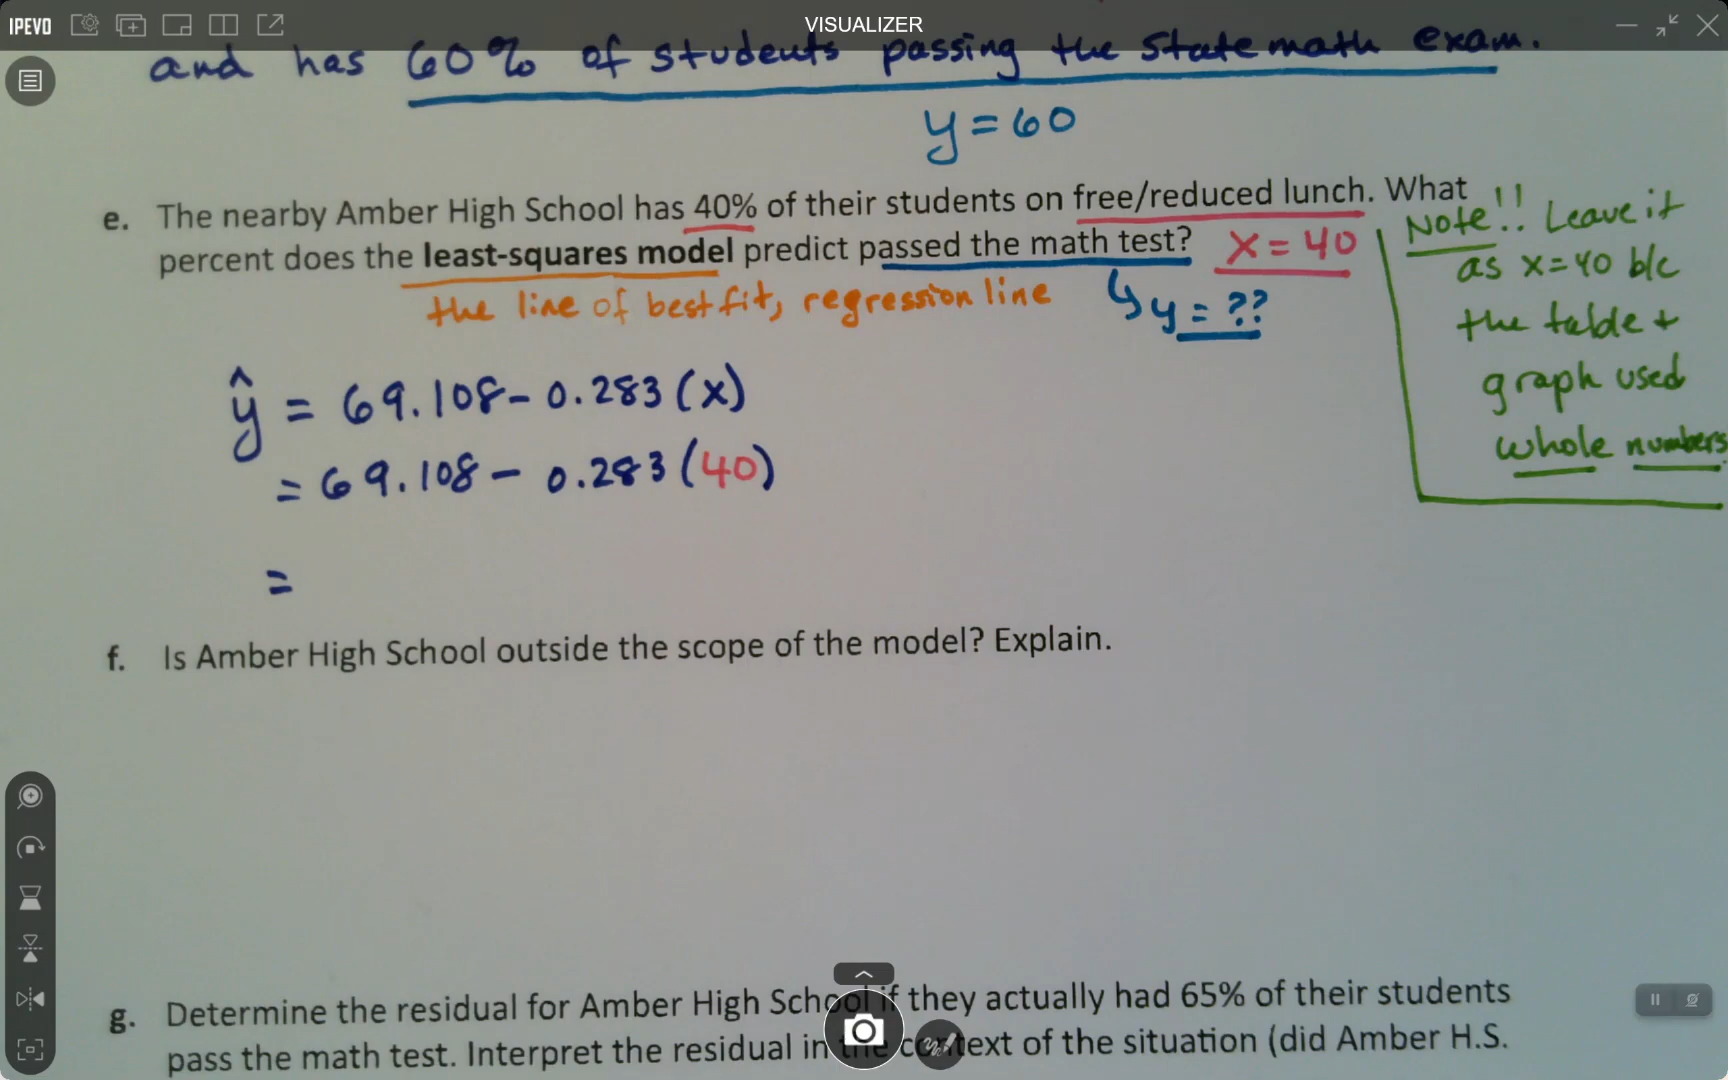 IPEVO
VISUALIZER
and has 60% of students passing the state math exam.
y = 60
e. The nearby Amber High School has 40% of their students on free/reduced lunch. What
percent does the least-squares model predict passed the math test?
x = 40
the line of best fit, regression line
y = ??
Note!! Leave it
as x=40 b/c
the table +
graph used
whole numbers.
ŷ = 69.108 - 0.283 (x)
= 69.108 - 0.283 (40)
=
f. Is Amber High School outside the scope of the model? Explain.
g. Determine the residual for Amber High School if they actually had 65% of their students
pass the math test. Interpret the residual in the context of the situation (did Amber H.S.